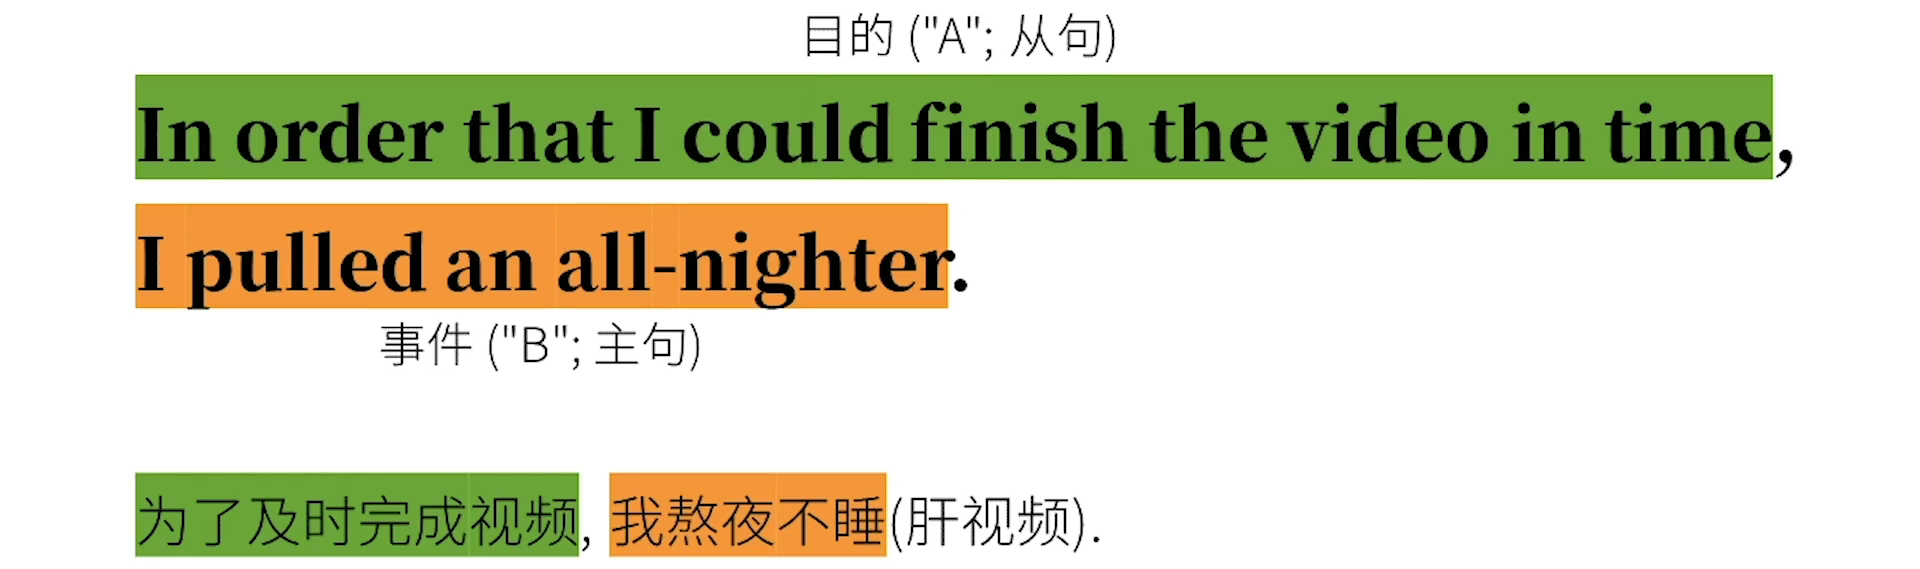 目的 ("A"; 从句)
In order that I could finish the video in time,
I pulled an all-nighter.
事件 ("B"; 主句)
为了及时完成视频, 我熬夜不睡(肝视频).